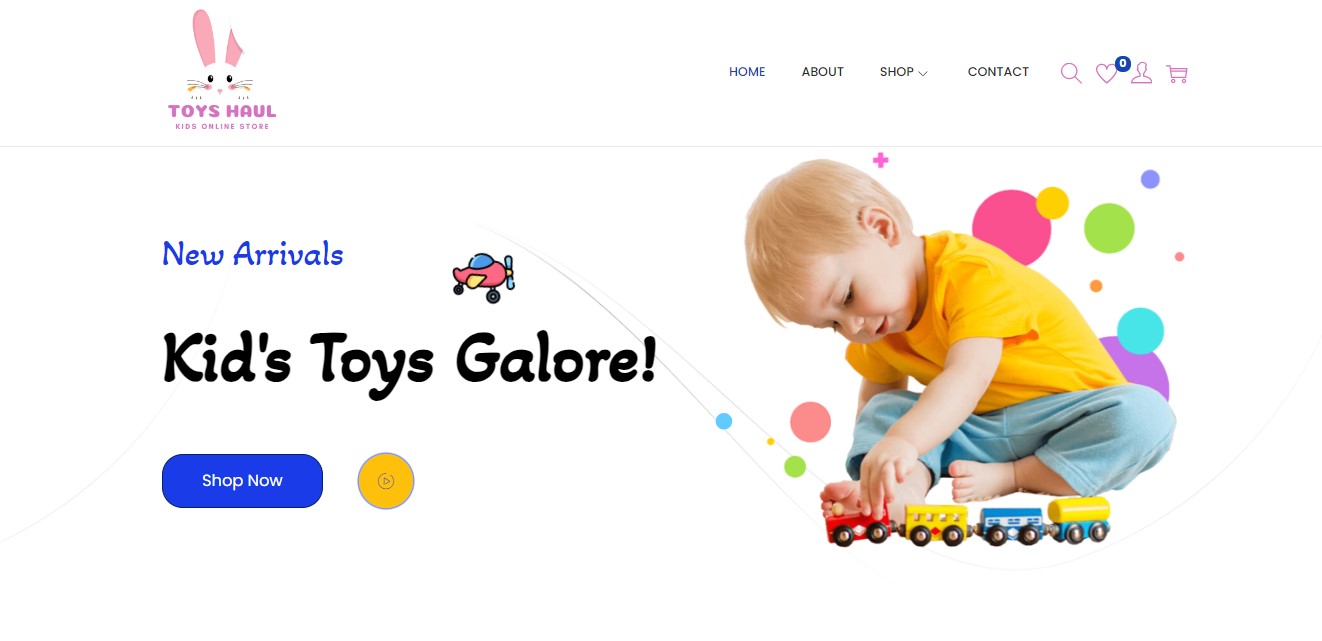 TOYS HAUL
KIDS ONLINE STORE
HOME ABOUT SHOP CONTACT 0
New Arrivals
Kid's Toys Galore!
Shop Now